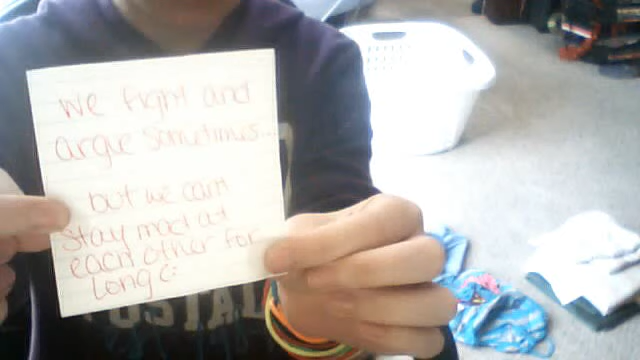 We fight and
argue sometimes...
but we cant
stay mad at
each other for
long c: